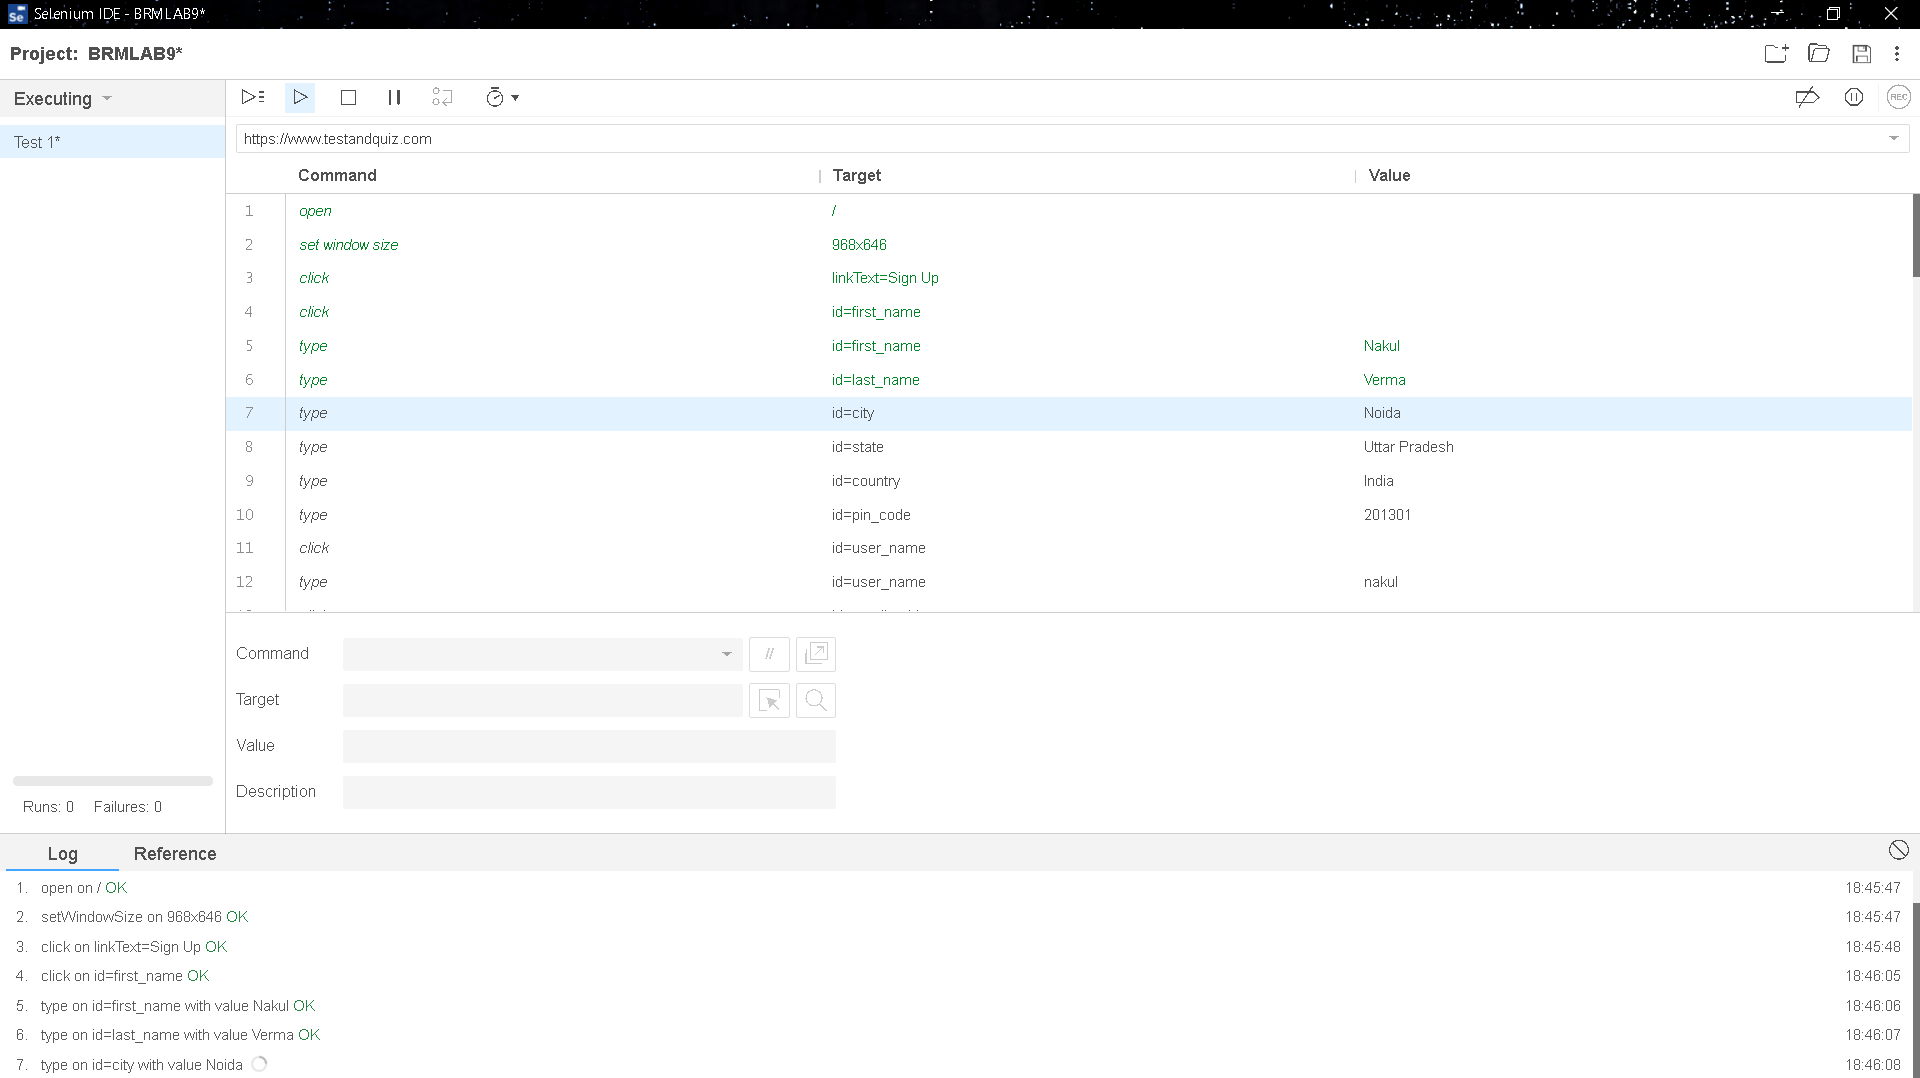 Selenium IDE - BRMLAB9*
Project: BRMLAB9*
Executing
Test 1*
REC
https://www.testandquiz.com
Command Target Value
1 open /
2 set window size 968x646
3 click linkText=Sign Up
4 click id=first_name
5 type id=first_name Nakul
6 type id=last_name Verma
7 type id=city Noida
8 type id=state Uttar Pradesh
9 type id=country India
10 type id=pin_code 201301
11 click id=user_name
12 type id=user_name nakul
Command //
Target
Value
Description
Runs: 0 Failures: 0
Log Reference
1. open on / OK 18:45:47
2. setWindowSize on 968x646 OK 18:45:47
3. click on linkText=Sign Up OK 18:45:48
4. click on id=first_name OK 18:46:05
5. type on id=first_name with value Nakul OK 18:46:06
6. type on id=last_name with value Verma OK 18:46:07
7. type on id=city with value Noida 18:46:08